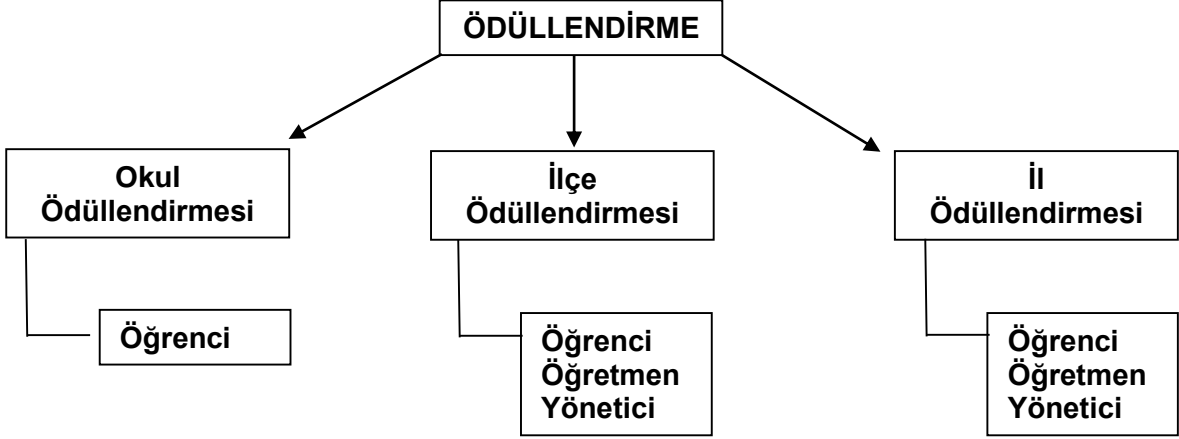 ÖDÜLLENDİRME
Okul
Ödüllendirmesi
İlçe
Ödüllendirmesi
İl
Ödüllendirmesi
Öğrenci
Öğrenci
Öğretmen
Yönetici
Öğrenci
Öğretmen
Yönetici